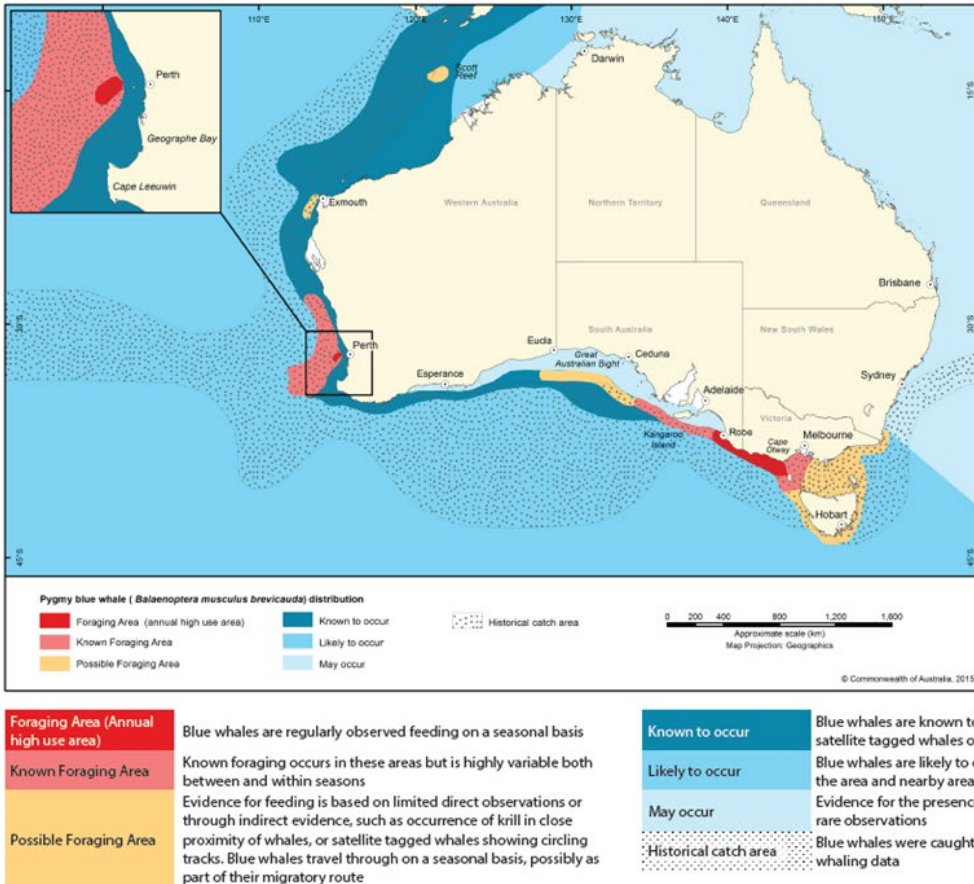 110°E
120°E
130°E
140°E
150°E
Perth
Geographe Bay
Cape Leeuwin
Scott
Reef
Darwin
15°S
15°S
Exmouth
Western Australia
Northern Territory
Queensland
Brisbane
30°S
30°S
Perth
Esperance
Eucla
South Australia
Great
Australian Bight
Ceduna
New South Wales
Adelaide
Sydney
Victoria
Kangaroo
Island
Robe
Cape
Otway
Melbourne
Hobart
45°S
45°S
Pygmy blue whale ( Balaenoptera musculus brevicauda) distribution
Foraging Area (annual high use area)
Known Foraging Area
Possible Foraging Area
Known to occur
Likely to occur
May occur
Historical catch area
0 200 400 800 1,200 1,600
Approximate scale (km)
Map Projection: Geographics
© Commonwealth of Australia, 2015
Foraging Area (Annual
high use area)
Blue whales are regularly observed feeding on a seasonal basis
Known Foraging Area
Known foraging occurs in these areas but is highly variable both
between and within seasons
Possible Foraging Area
Evidence for feeding is based on limited direct observations or
through indirect evidence, such as occurrence of krill in close
proximity of whales, or satellite tagged whales showing circling
tracks. Blue whales travel through on a seasonal basis, possibly as
part of their migratory route
Known to occur
Blue whales are known to
satellite tagged whales o
Likely to occur
Blue whales are likely to o
the area and nearby area
May occur
Evidence for the presenc
rare observations
Historical catch area
Blue whales were caught
whaling data